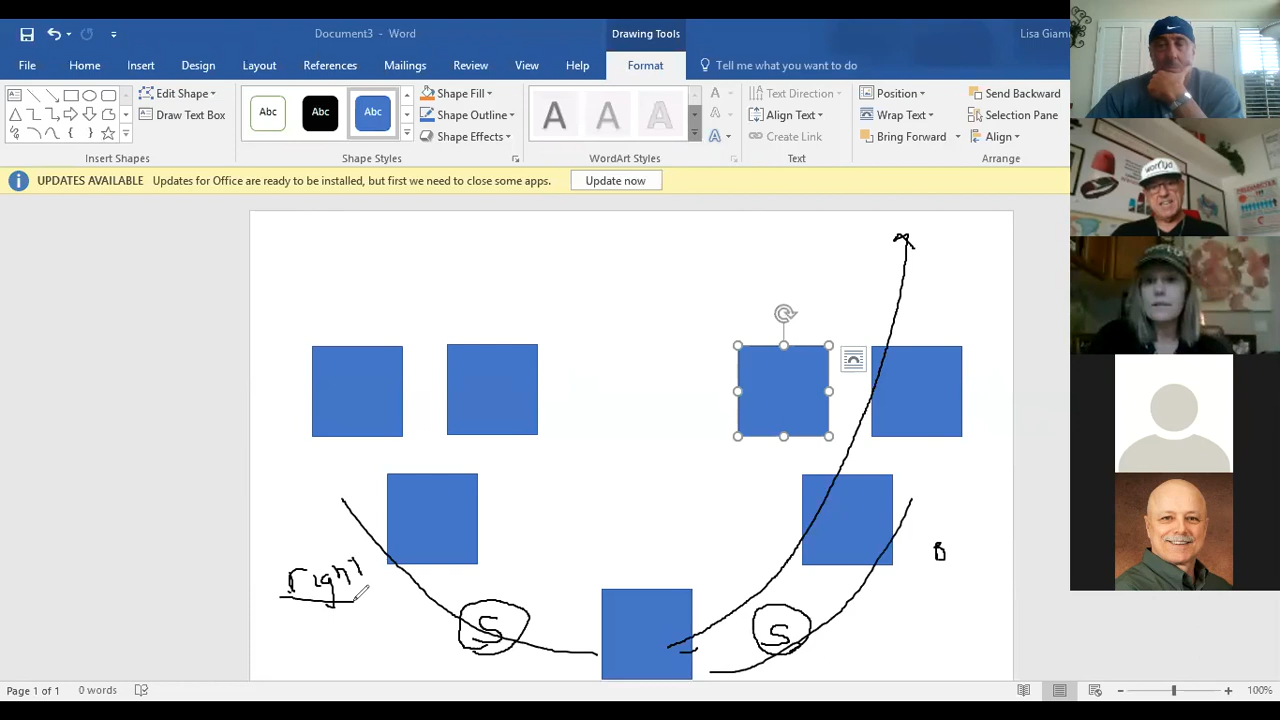 Document3 - Word
Drawing Tools
Lisa Giam
File
Home
Insert
Design
Layout
References
Mailings
Review
View
Help
Format
Tell me what you want to do
Edit Shape
Draw Text Box
Insert Shapes
Abc
Abc
Abc
Shape Fill
Shape Outline
Shape Effects
Shape Styles
A
A
A
WordArt Styles
Text Direction
Align Text
Create Link
Text
Position
Wrap Text
Bring Forward
Send Backward
Selection Pane
Align
Arrange
UPDATES AVAILABLE Updates for Office are ready to be installed, but first we need to close some apps. Update now
right
S
S
B
Page 1 of 1 0 words
100%